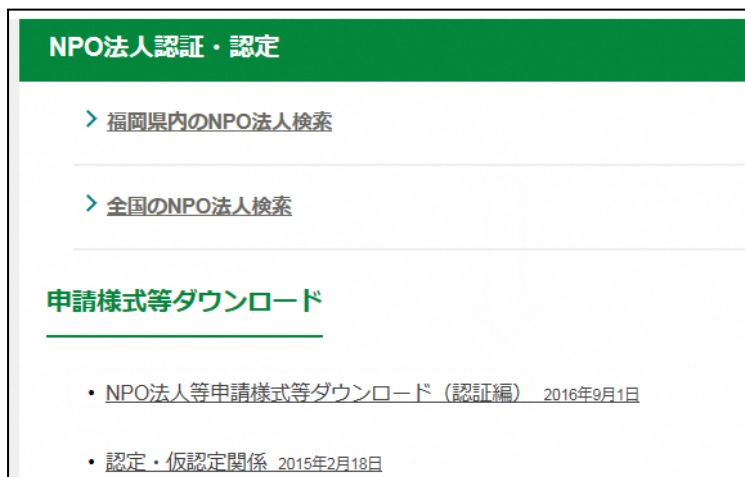 NPO法人認証・認定
福岡県内のNPO法人検索
全国のNPO法人検索
申請様式等ダウンロード
• NPO法人等申請様式等ダウンロード（認証編） 2016年9月1日
• 認定・仮認定関係 2015年2月18日